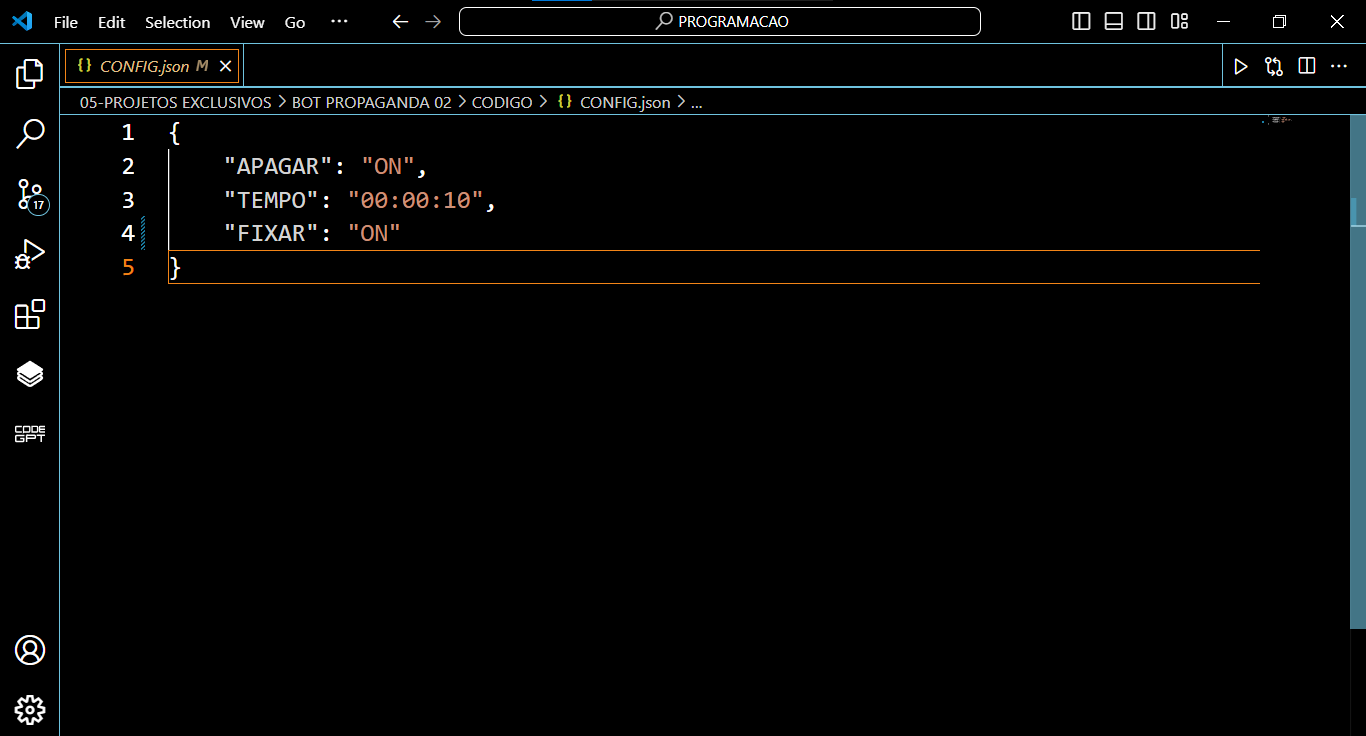 File Edit Selection View Go ... PROGRAMACAO
{} CONFIG.json M
05-PROJETOS EXCLUSIVOS > BOT PROPAGANDA 02 > CODIGO > {} CONFIG.json > ...
1 {
2 "APAGAR": "ON",
3 "TEMPO": "00:00:10",
4 "FIXAR": "ON"
5 }
17
CODE
GPT